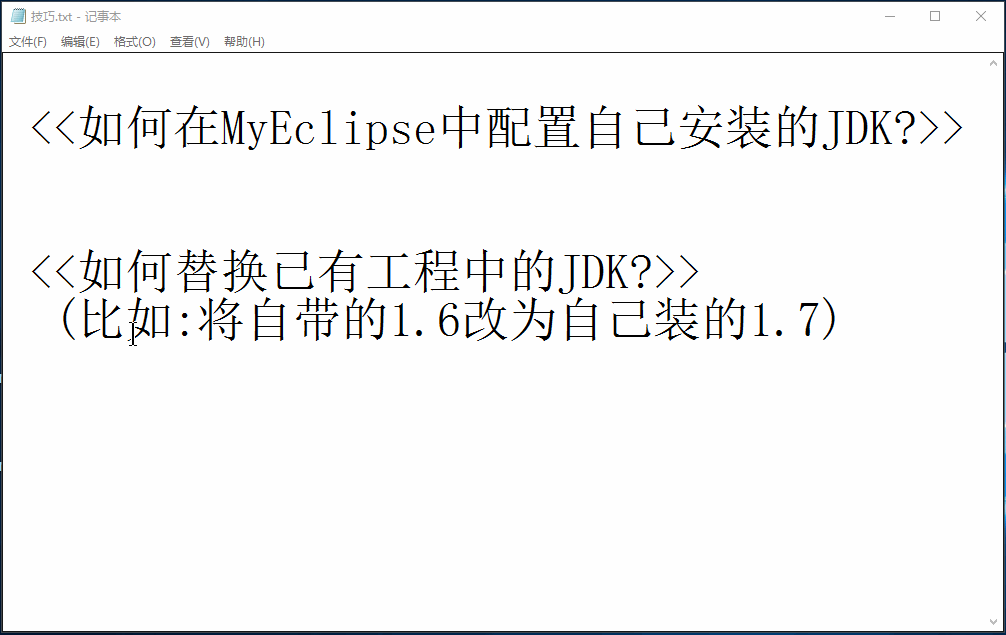 技巧.txt - 记事本
文件(F) 编辑(E) 格式(O) 查看(V) 帮助(H)
<<如何在MyEclipse中配置自己安装的JDK?>>
<<如何替换已有工程中的JDK?>>
(比如:将自带的1.6改为自己装的1.7)